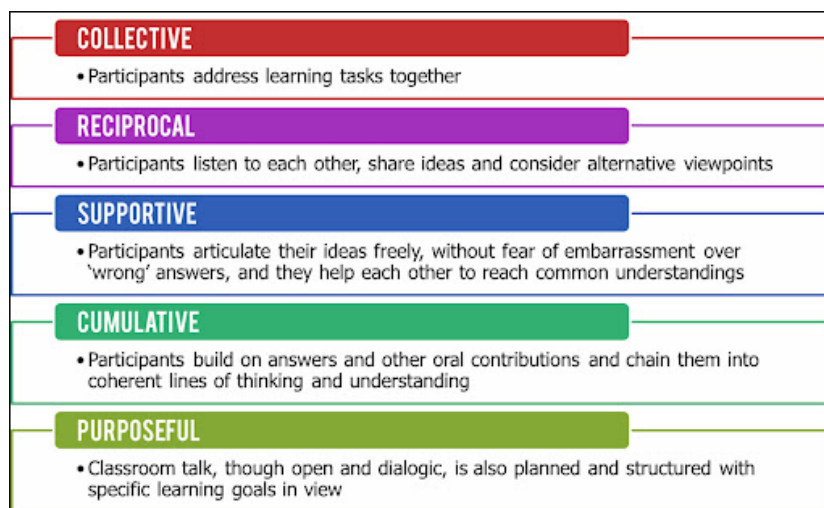 COLLECTIVE
• Participants address learning tasks together
RECIPROCAL
• Participants listen to each other, share ideas and consider alternative viewpoints
SUPPORTIVE
• Participants articulate their ideas freely, without fear of embarrassment over
‘wrong’ answers, and they help each other to reach common understandings
CUMULATIVE
• Participants build on answers and other oral contributions and chain them into
coherent lines of thinking and understanding
PURPOSEFUL
• Classroom talk, though open and dialogic, is also planned and structured with
specific learning goals in view